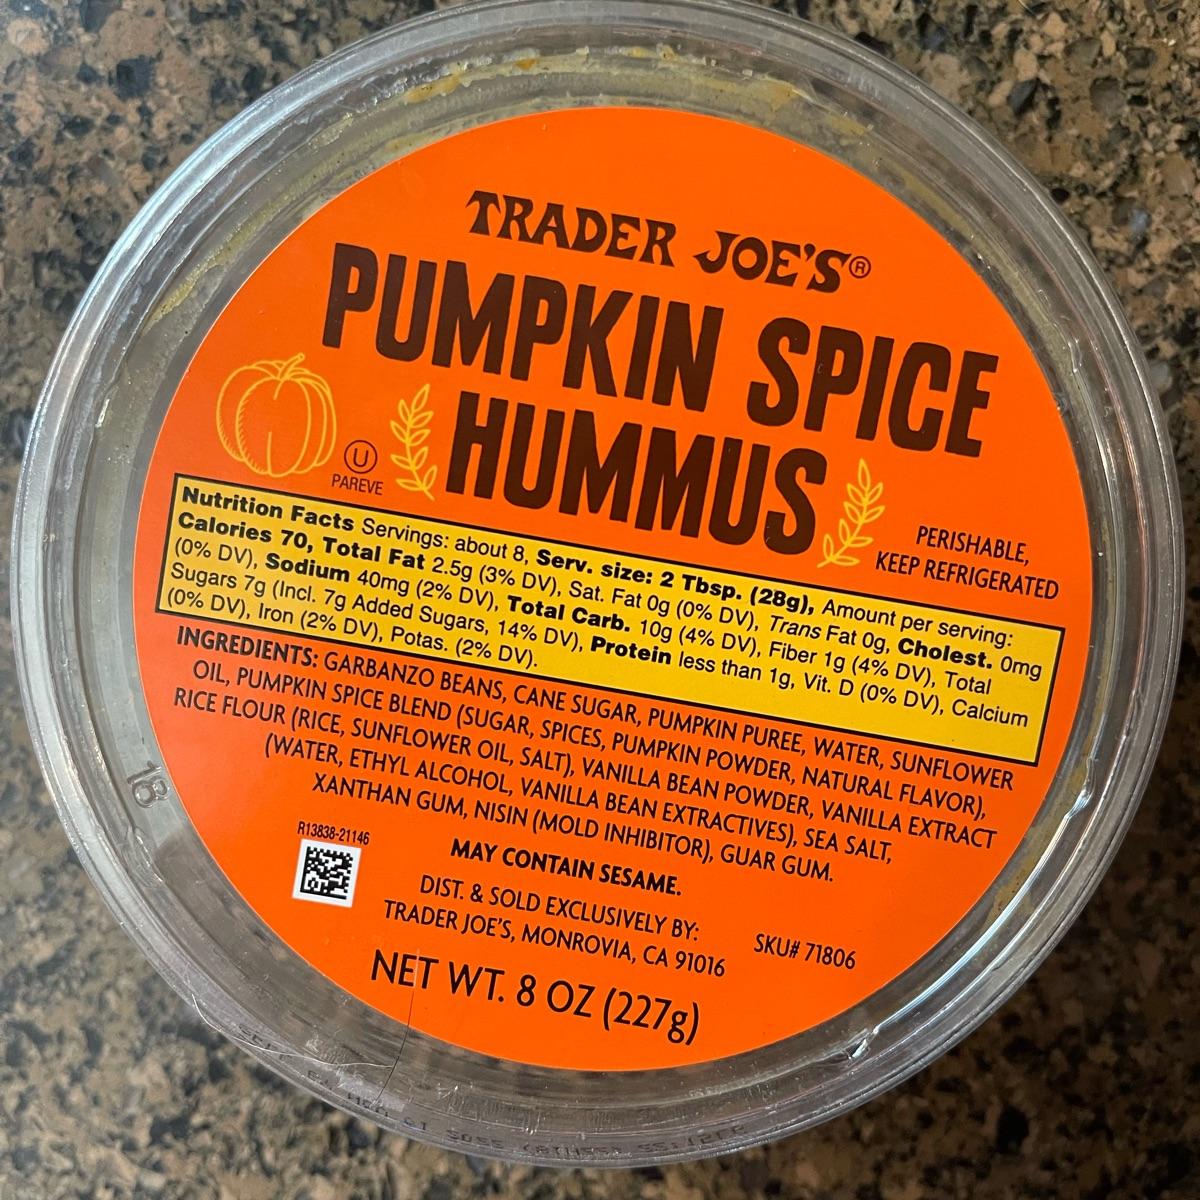 TRADER JOE'S®
PUMPKIN SPICE
HUMMUS
U
PAREVE
PERISHABLE,
KEEP REFRIGERATED
Nutrition Facts Servings: about 8, Serv. size: 2 Tbsp. (28g), Amount per serving:
Calories 70, Total Fat 2.5g (3% DV), Sat. Fat 0g (0% DV), Trans Fat 0g, Cholest. 0mg
(0% DV), Sodium 40mg (2% DV), Total Carb. 10g (4% DV), Fiber 1g (4% DV), Total
Sugars 7g (Incl. 7g Added Sugars, 14% DV), Protein less than 1g, Vit. D (0% DV), Calcium
(0% DV), Iron (2% DV), Potas. (2% DV).
INGREDIENTS: GARBANZO BEANS, CANE SUGAR, PUMPKIN PUREE, WATER, SUNFLOWER
OIL, PUMPKIN SPICE BLEND (SUGAR, SPICES, PUMPKIN POWDER, NATURAL FLAVOR),
RICE FLOUR (RICE, SUNFLOWER OIL, SALT), VANILLA BEAN POWDER, VANILLA EXTRACT
(WATER, ETHYL ALCOHOL, VANILLA BEAN EXTRACTIVES), SEA SALT,
XANTHAN GUM, NISIN (MOLD INHIBITOR), GUAR GUM.
MAY CONTAIN SESAME.
R13838-21146
DIST. & SOLD EXCLUSIVELY BY:
TRADER JOE'S, MONROVIA, CA 91016
SKU# 71806
NET WT. 8 OZ (227g)
18